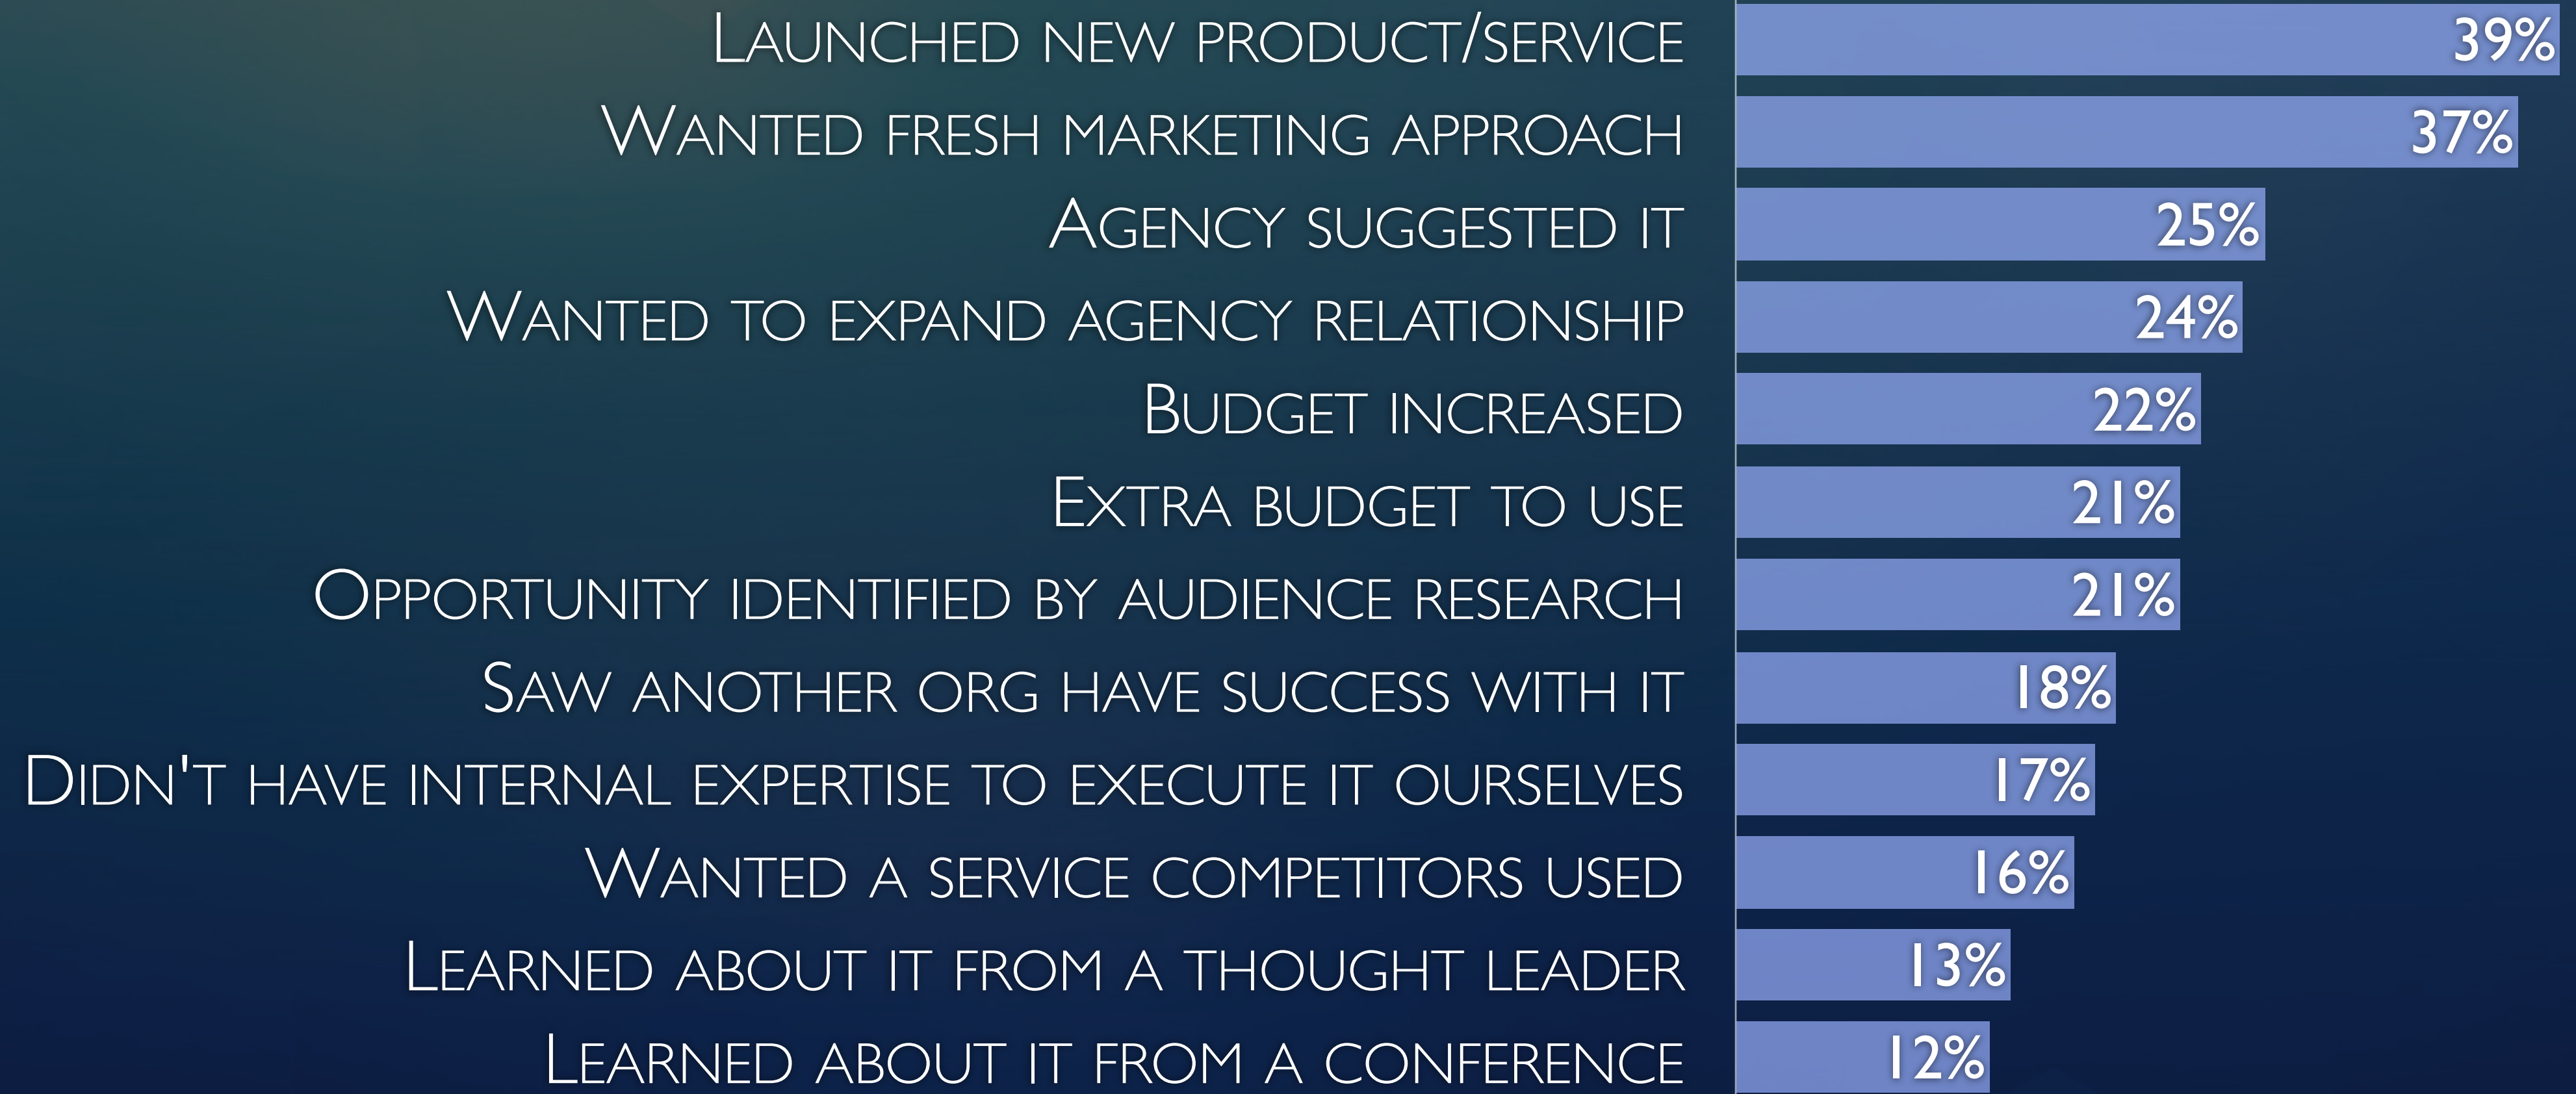 Launched new product/service 39%
Wanted fresh marketing approach 37%
Agency suggested it 25%
Wanted to expand agency relationship 24%
Budget increased 22%
Extra budget to use 21%
Opportunity identified by audience research 21%
Saw another org have success with it 18%
Didn't have internal expertise to execute it ourselves 17%
Wanted a service competitors used 16%
Learned about it from a thought leader 13%
Learned about it from a conference 12%